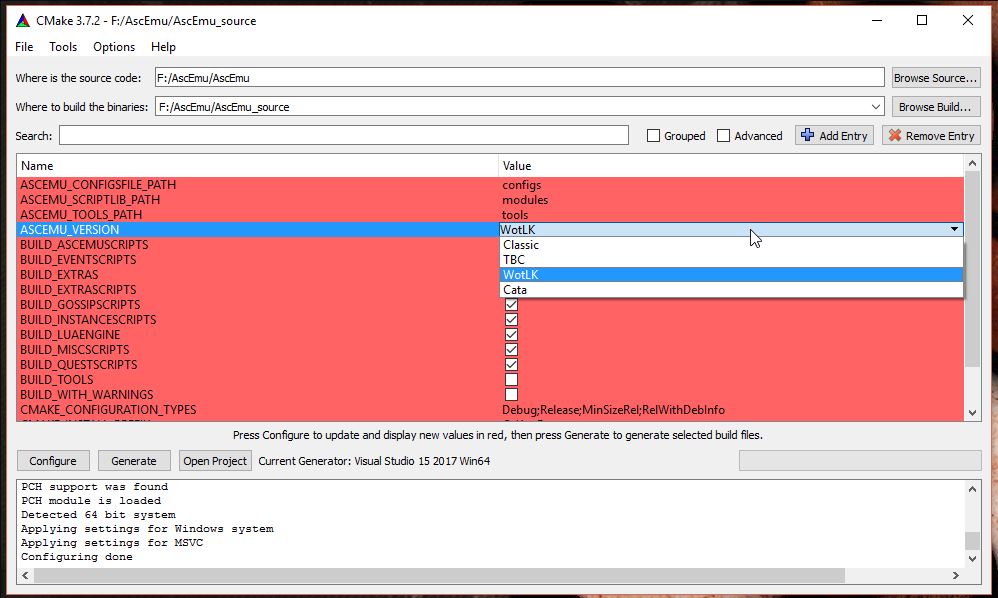 CMake 3.7.2 - F:/AscEmu/AscEmu_source
File Tools Options Help
Where is the source code: F:/AscEmu/AscEmu Browse Source...
Where to build the binaries: F:/AscEmu/AscEmu_source Browse Build...
Search: Grouped Advanced Add Entry Remove Entry
Name Value
ASCEMU_CONFIGSFILE_PATH configs
ASCEMU_SCRIPTLIB_PATH modules
ASCEMU_TOOLS_PATH tools
ASCEMU_VERSION WotLK
BUILD_ASCEMUSCRIPTS Classic
BUILD_EVENTSCRIPTS TBC
BUILD_EXTRAS WotLK
BUILD_EXTRASCRIPTS Cata
BUILD_GOSSIPSCRIPTS
BUILD_INSTANCESCRIPTS
BUILD_LUAENGINE
BUILD_MISCSCRIPTS
BUILD_QUESTSCRIPTS
BUILD_TOOLS
BUILD_WITH_WARNINGS
CMAKE_CONFIGURATION_TYPES Debug;Release;MinSizeRel;RelWithDebInfo
Press Configure to update and display new values in red, then press Generate to generate selected build files.
Configure Generate Open Project Current Generator: Visual Studio 15 2017 Win64
PCH support was found
PCH module is loaded
Detected 64 bit system
Applying settings for Windows system
Applying settings for MSVC
Configuring done